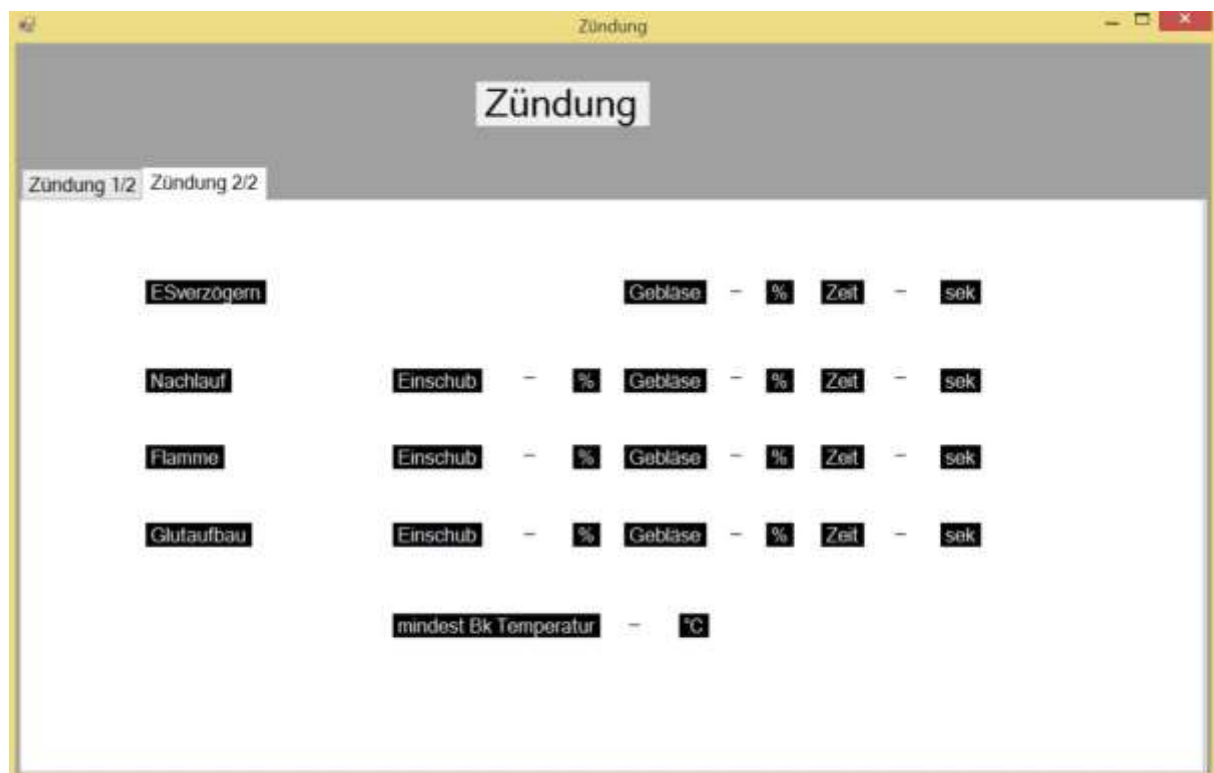 Zündung
Zündung
Zündung 1/2 Zündung 2/2
ESverzögern Gebläse - % Zeit - sek
Nachlauf Einschub - % Gebläse - % Zeit - sek
Flamme Einschub - % Gebläse - % Zeit - sek
Glutaufbau Einschub - % Gebläse - % Zeit - sek
mindest Bk Temperatur - °C